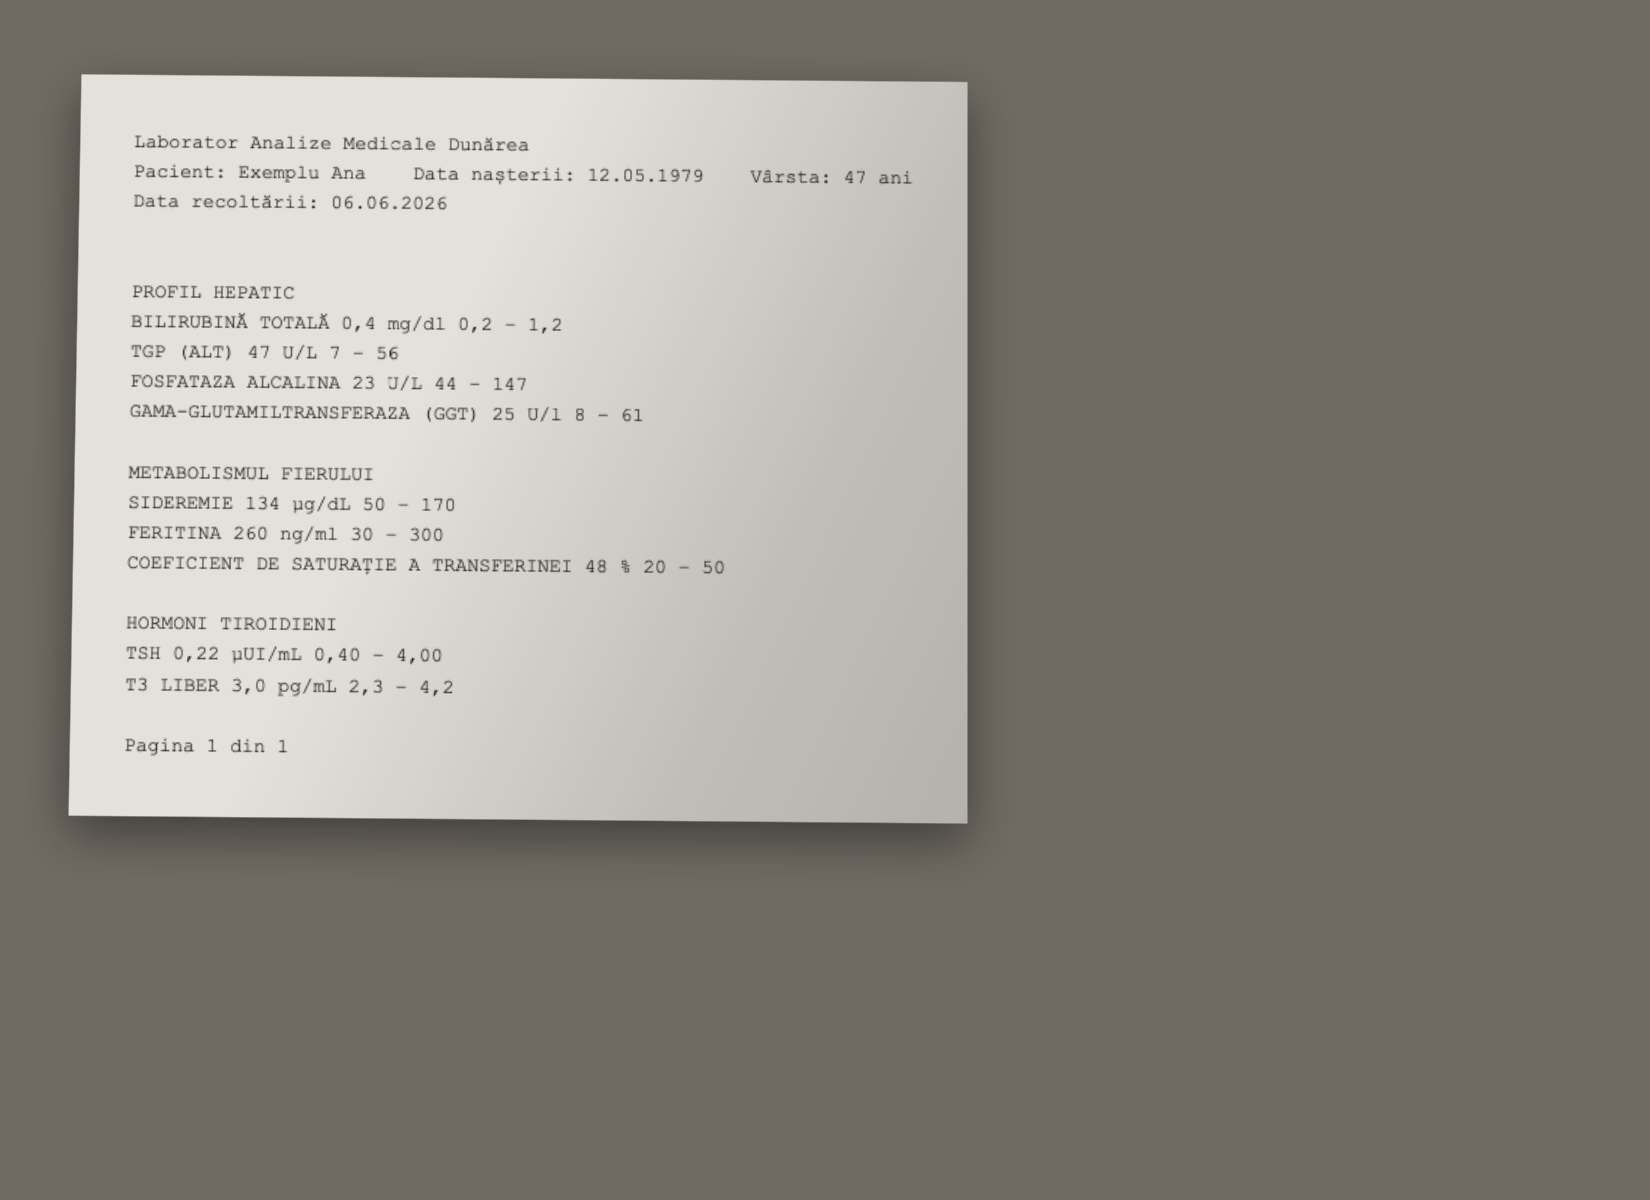 Laborator Analize Medicale Dunărea
Pacient: Exemplu Ana    Data nașterii: 12.05.1979    Vârsta: 47 ani
Data recoltării: 06.06.2026
PROFIL HEPATIC
BILIRUBINĂ TOTALĂ 0,4 mg/dl 0,2 - 1,2
TGP (ALT) 47 U/L 7 - 56
FOSFATAZA ALCALINA 23 U/L 44 - 147
GAMA-GLUTAMILTRANSFERAZA (GGT) 25 U/l 8 - 61
METABOLISMUL FIERULUI
SIDEREMIE 134 µg/dL 50 - 170
FERITINA 260 ng/ml 30 - 300
COEFICIENT DE SATURAȚIE A TRANSFERINEI 48 % 20 - 50
HORMONI TIROIDIENI
TSH 0,22 µUI/mL 0,40 - 4,00
T3 LIBER 3,0 pg/mL 2,3 - 4,2
Pagina 1 din 1